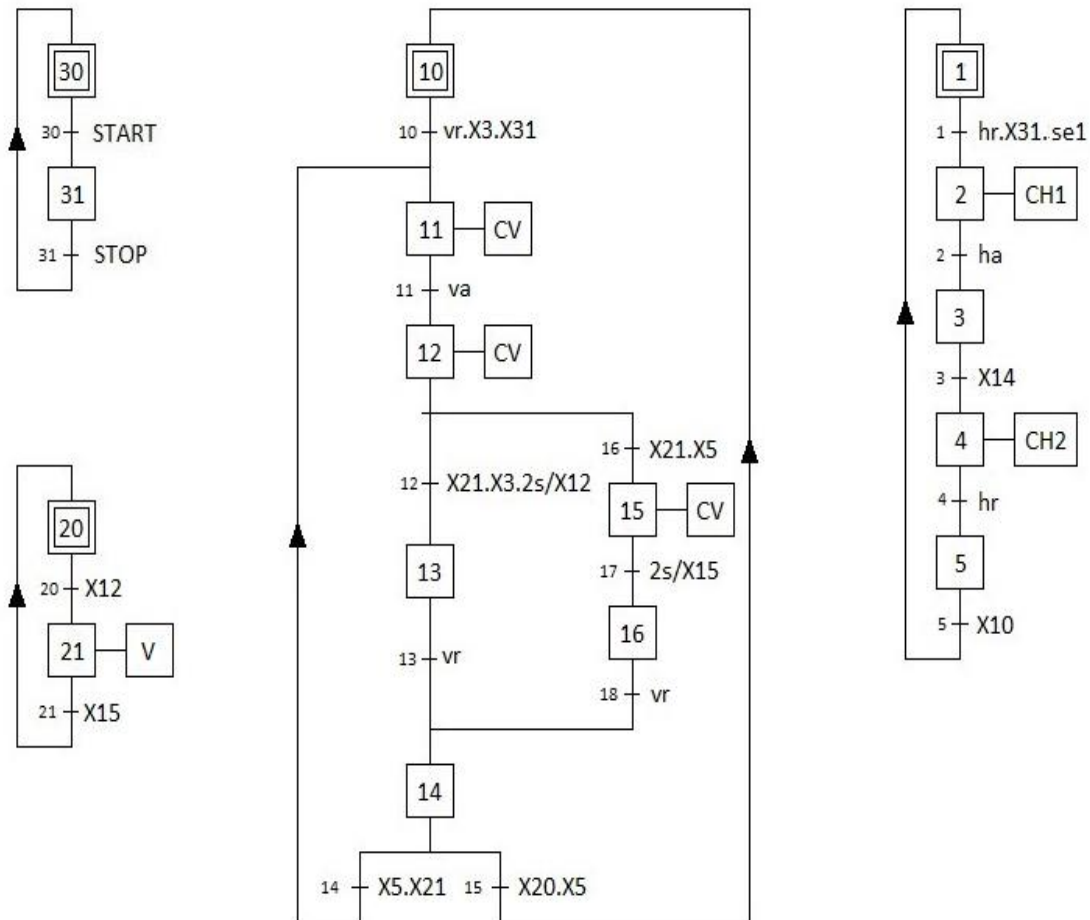 30
30 START
31
31 STOP
20
20 X12
21 V
21 X15
10
10 vr.X3.X31
11 CV
11 va
12 CV
12 X21.X3.2s/X12
13
13 vr
16 X21.X5
15 CV
17 2s/X15
16
18 vr
14
14 X5.X21 15 X20.X5
1
1 hr.X31.se1
2 CH1
2 ha
3
3 X14
4 CH2
4 hr
5
5 X10